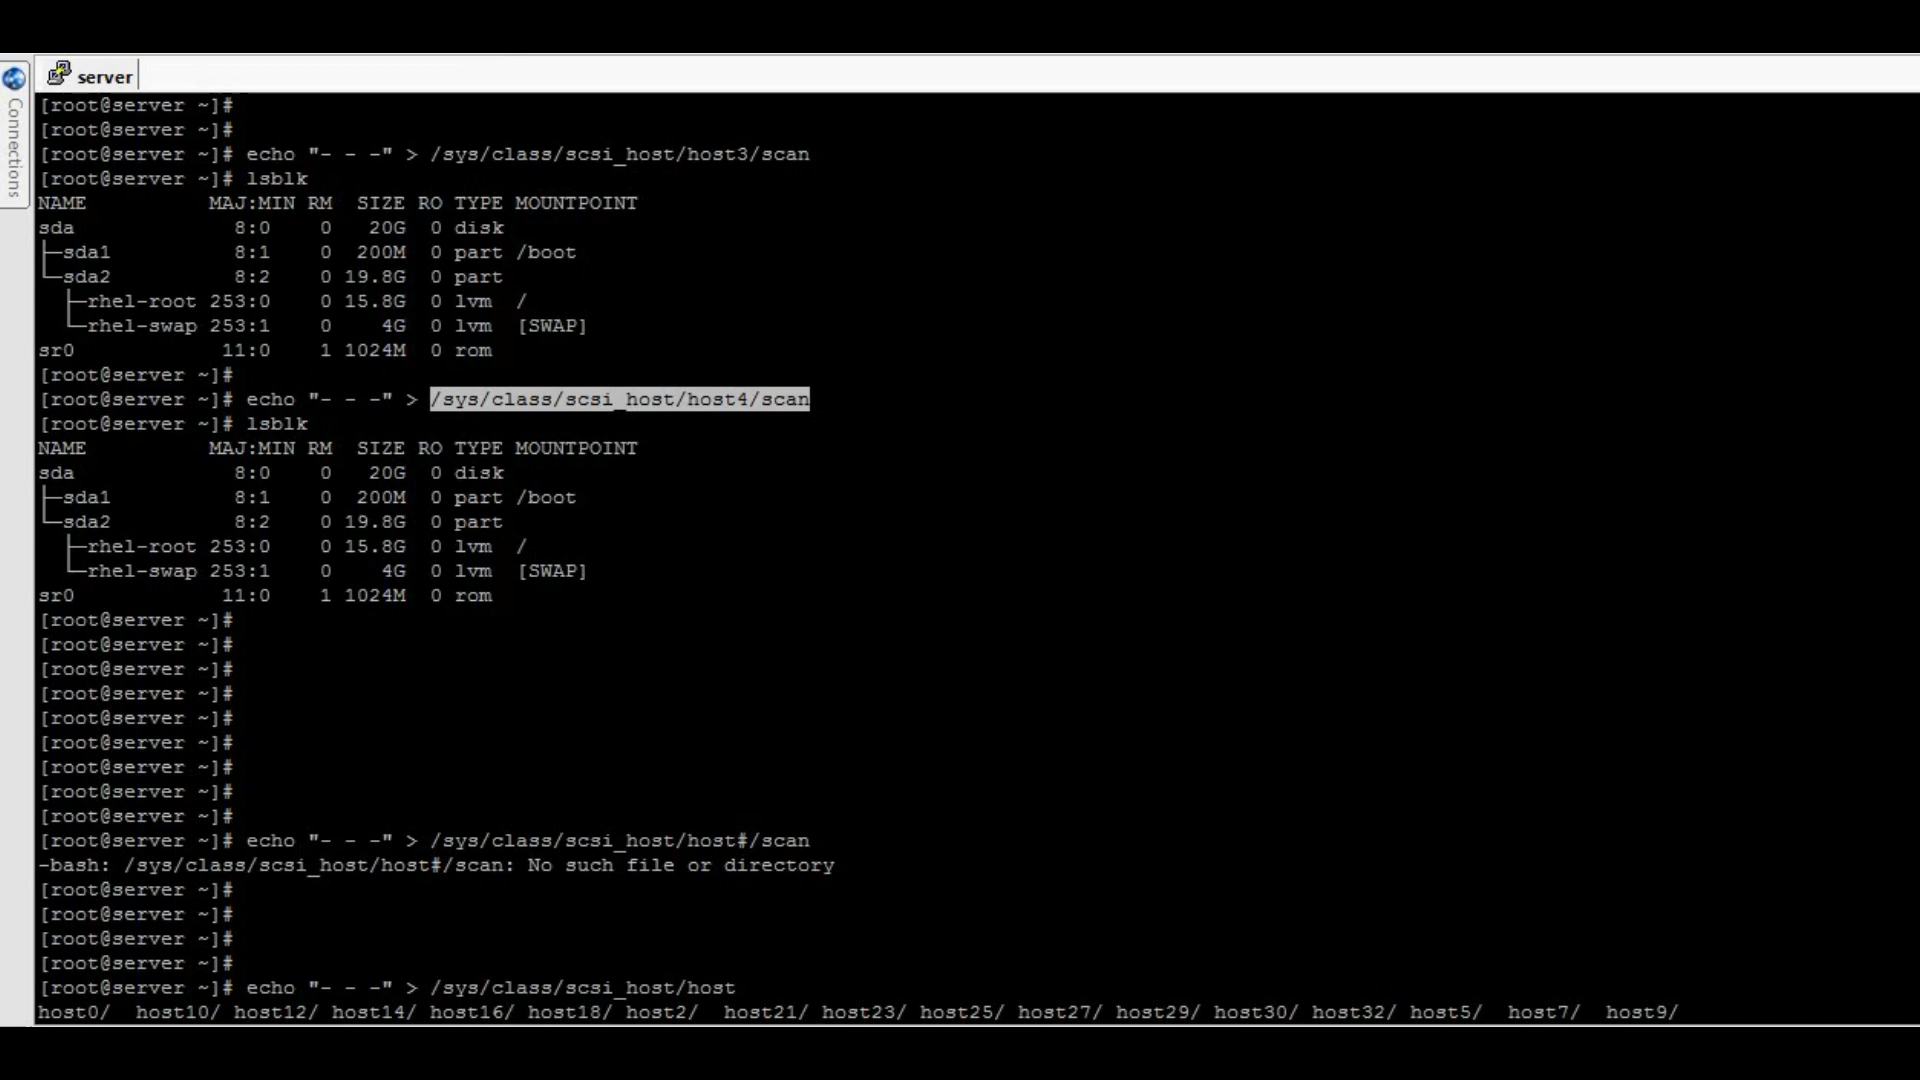 server
Connections
[root@server ~]#
[root@server ~]#
[root@server ~]# echo "- - -" > /sys/class/scsi_host/host3/scan
[root@server ~]# lsblk
NAME          MAJ:MIN RM   SIZE RO TYPE MOUNTPOINT
sda             8:0    0    20G  0 disk
├─sda1          8:1    0   200M  0 part /boot
└─sda2          8:2    0 19.8G  0 part
  ├─rhel-root 253:0    0 15.8G  0 lvm  /
  └─rhel-swap 253:1    0     4G  0 lvm  [SWAP]
sr0            11:0    1 1024M  0 rom
[root@server ~]#
[root@server ~]# echo "- - -" > /sys/class/scsi_host/host4/scan
[root@server ~]# lsblk
NAME          MAJ:MIN RM   SIZE RO TYPE MOUNTPOINT
sda             8:0    0    20G  0 disk
├─sda1          8:1    0   200M  0 part /boot
└─sda2          8:2    0 19.8G  0 part
  ├─rhel-root 253:0    0 15.8G  0 lvm  /
  └─rhel-swap 253:1    0     4G  0 lvm  [SWAP]
sr0            11:0    1 1024M  0 rom
[root@server ~]#
[root@server ~]#
[root@server ~]#
[root@server ~]#
[root@server ~]#
[root@server ~]#
[root@server ~]#
[root@server ~]#
[root@server ~]#
[root@server ~]# echo "- - -" > /sys/class/scsi_host/host#/scan
-bash: /sys/class/scsi_host/host#/scan: No such file or directory
[root@server ~]#
[root@server ~]#
[root@server ~]#
[root@server ~]#
[root@server ~]# echo "- - -" > /sys/class/scsi_host/host
host0/  host10/ host12/ host14/ host16/ host18/ host2/  host21/ host23/ host25/ host27/ host29/ host30/ host32/ host5/  host7/  host9/